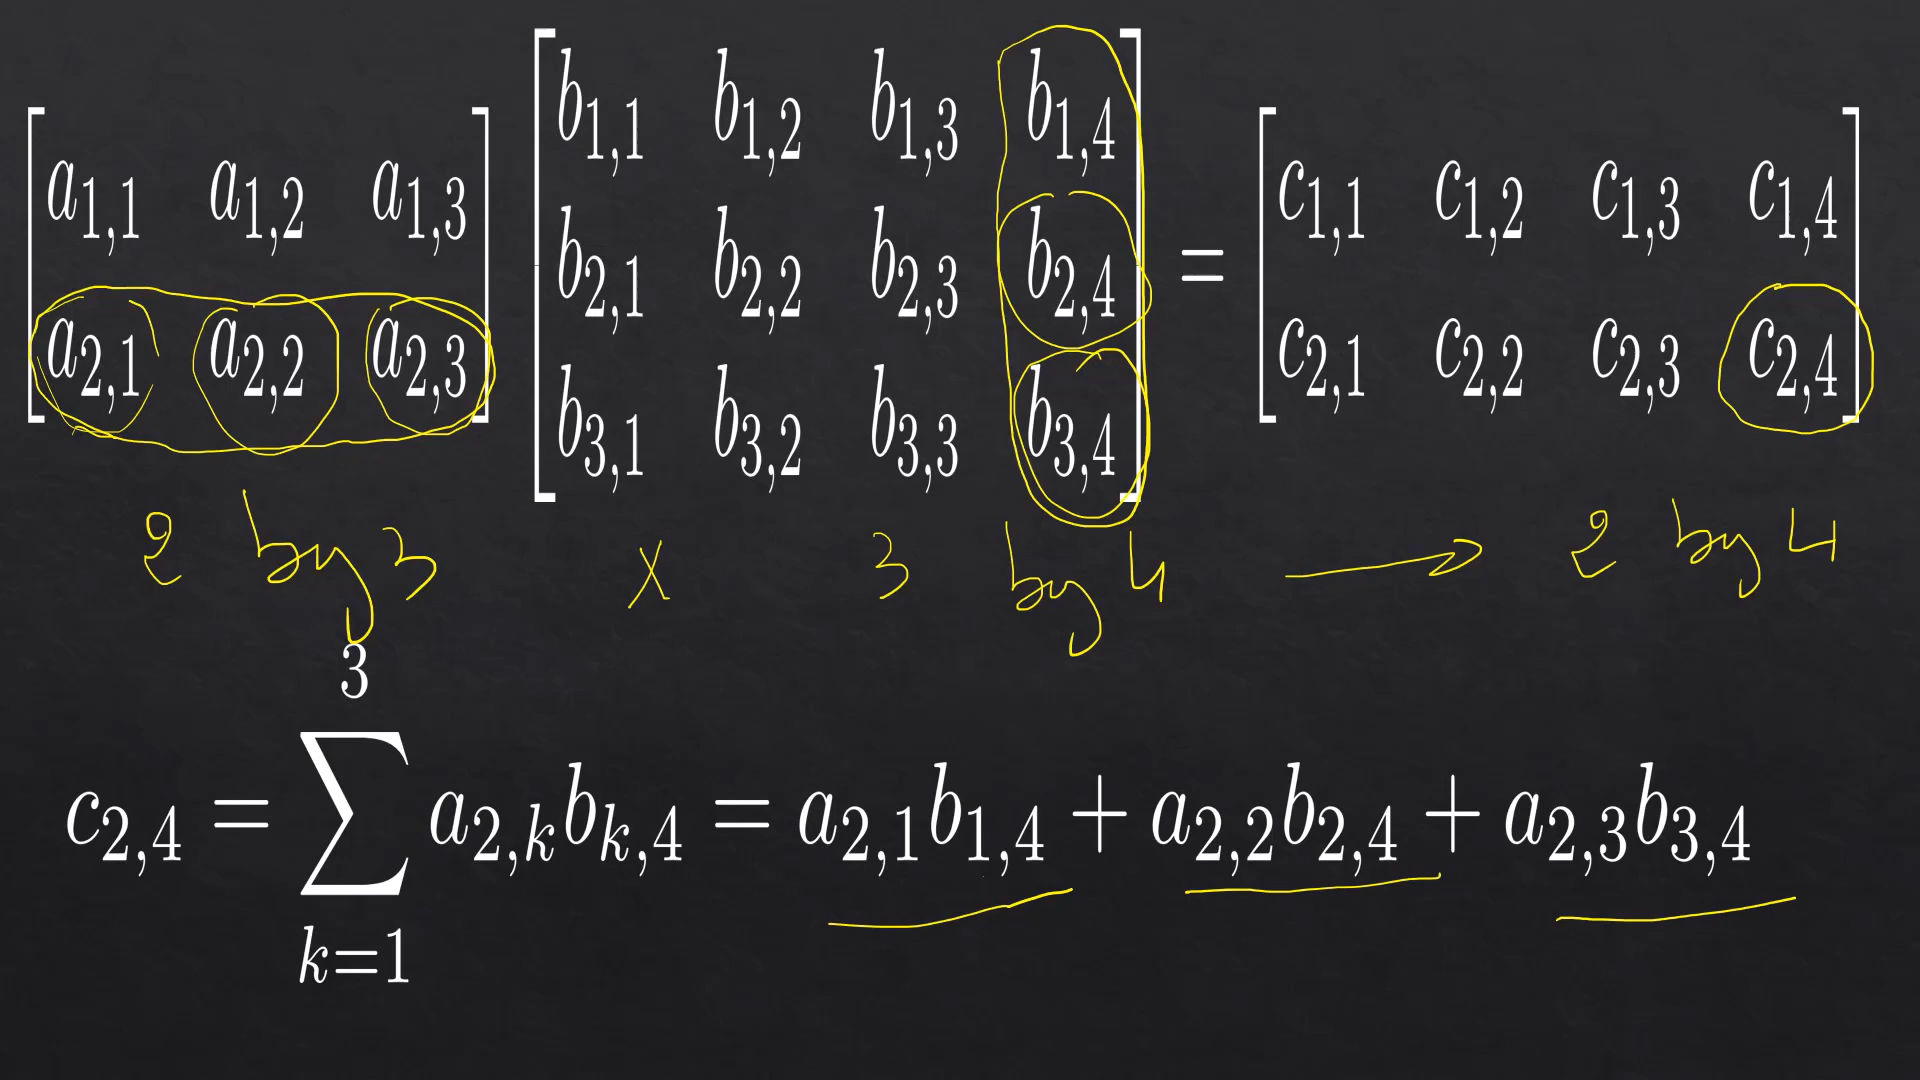 [a₁,₁ a₁,₂ a₁,₃] [b₁,₁ b₁,₂ b₁,₃ b₁,₄] = [c₁,₁ c₁,₂ c₁,₃ c₁,₄]
[a₂,₁ a₂,₂ a₂,₃] [b₂,₁ b₂,₂ b₂,₃ b₂,₄] [c₂,₁ c₂,₂ c₂,₃ c₂,₄]
[b₃,₁ b₃,₂ b₃,₃ b₃,₄]
2 by 3 x 3 by 4 → 2 by 4
c₂,₄ = ∑_{k=1}^{3} a₂,ₖbₖ,₄ = a₂,₁b₁,₄ + a₂,₂b₂,₄ + a₂,₃b₃,₄